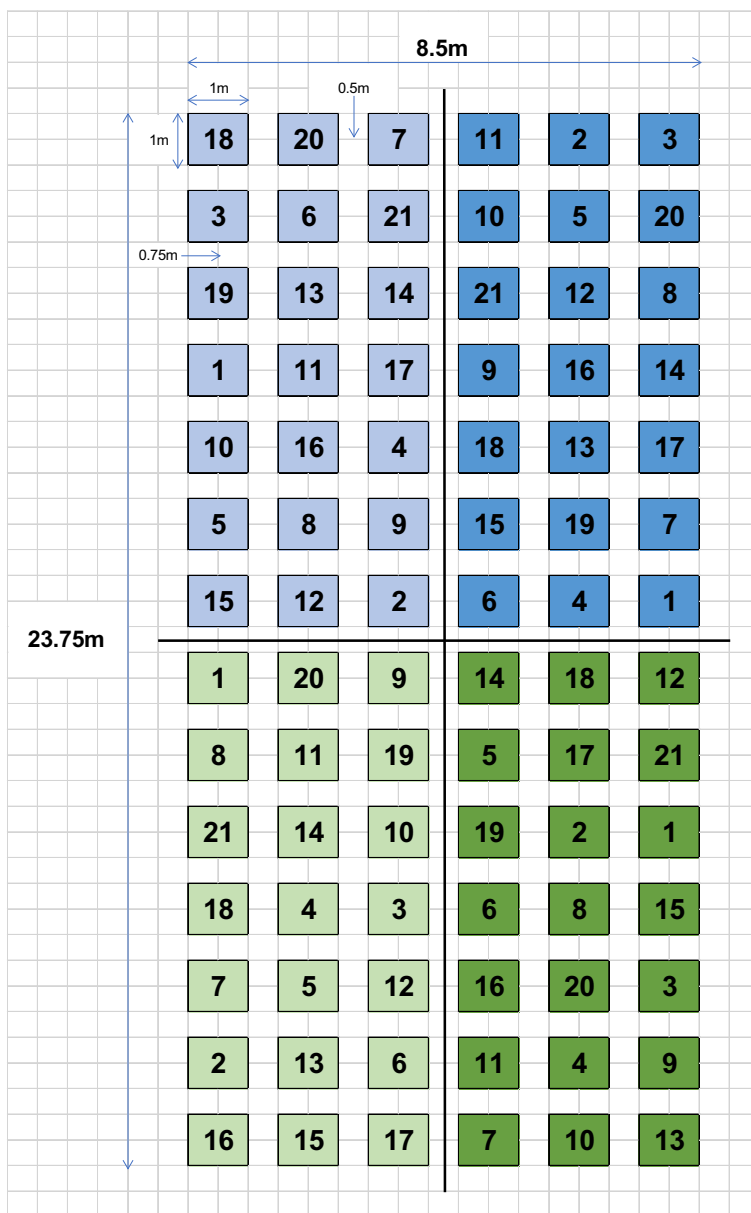 8.5m
1m 0.5m
1m 18 20 7 11 2 3
3 6 21 10 5 20
0.75m
19 13 14 21 12 8
1 11 17 9 16 14
10 16 4 18 13 17
5 8 9 15 19 7
15 12 2 6 4 1
23.75m
1 20 9 14 18 12
8 11 19 5 17 21
21 14 10 19 2 1
18 4 3 6 8 15
7 5 12 16 20 3
2 13 6 11 4 9
16 15 17 7 10 13